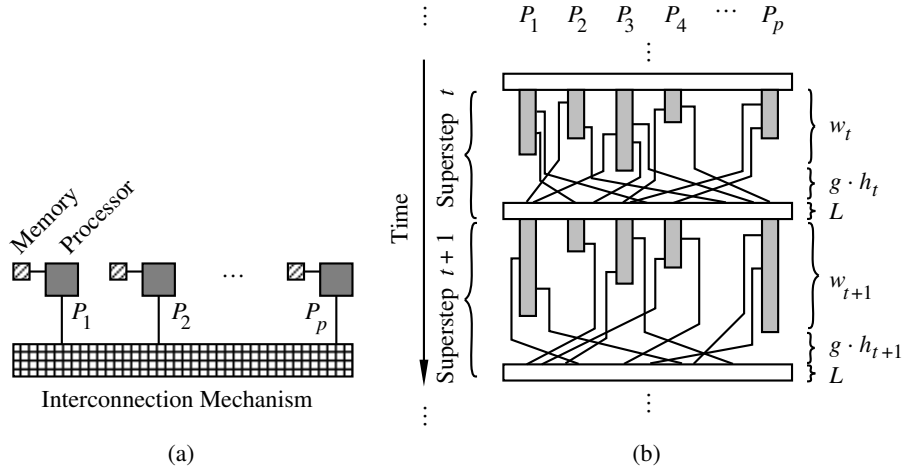 Memory
Processor
P1 P2 ... Pp
Interconnection Mechanism
(a)
...
Time
...
P1 P2 P3 P4 ... Pp
...
Superstep t
wt
g · ht
L
Superstep t + 1
wt+1
g · ht+1
L
...
(b)